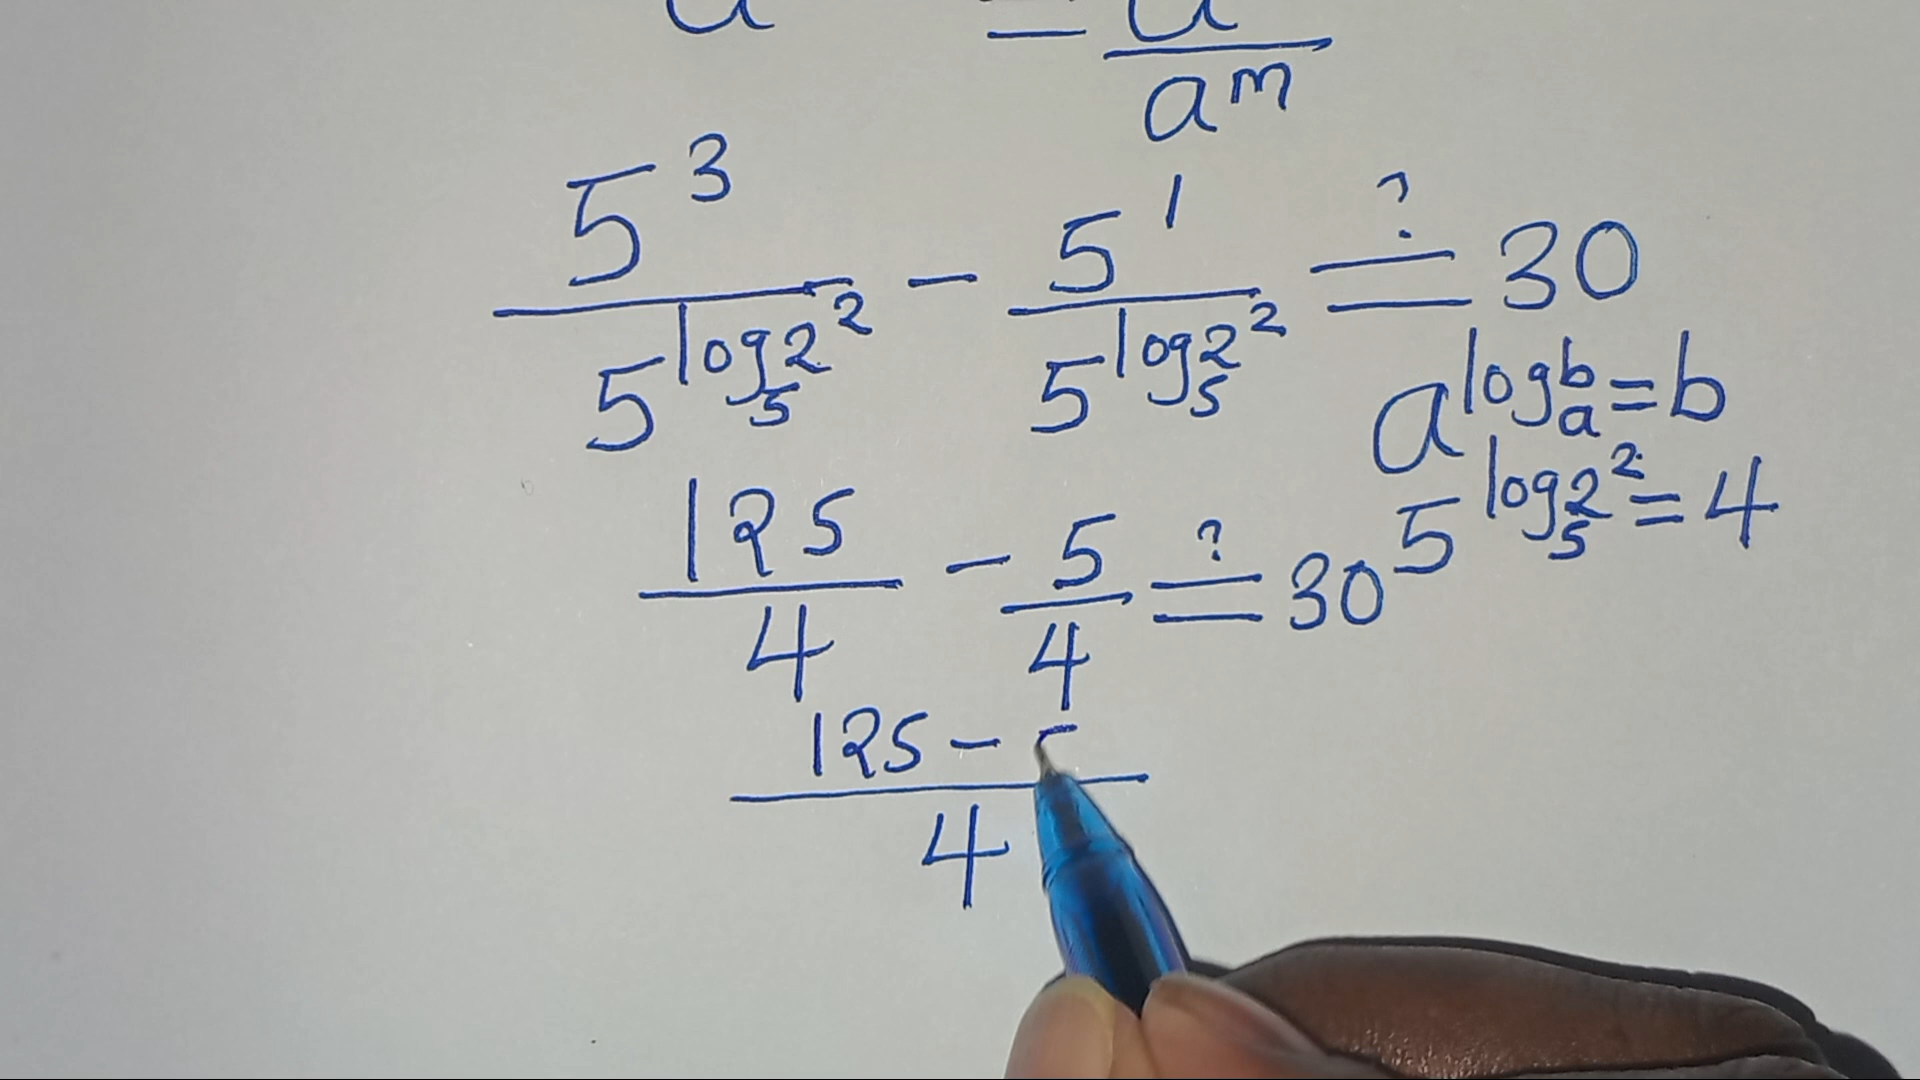 a = a
a^m
5^3 / 5^(log_5 2^2) - 5^1 / 5^(log_5 2^2) ?= 30
a^(log_a b) = b
5^(log_5 2^2) = 4
125/4 - 5/4 ?= 30
125 - 5
4